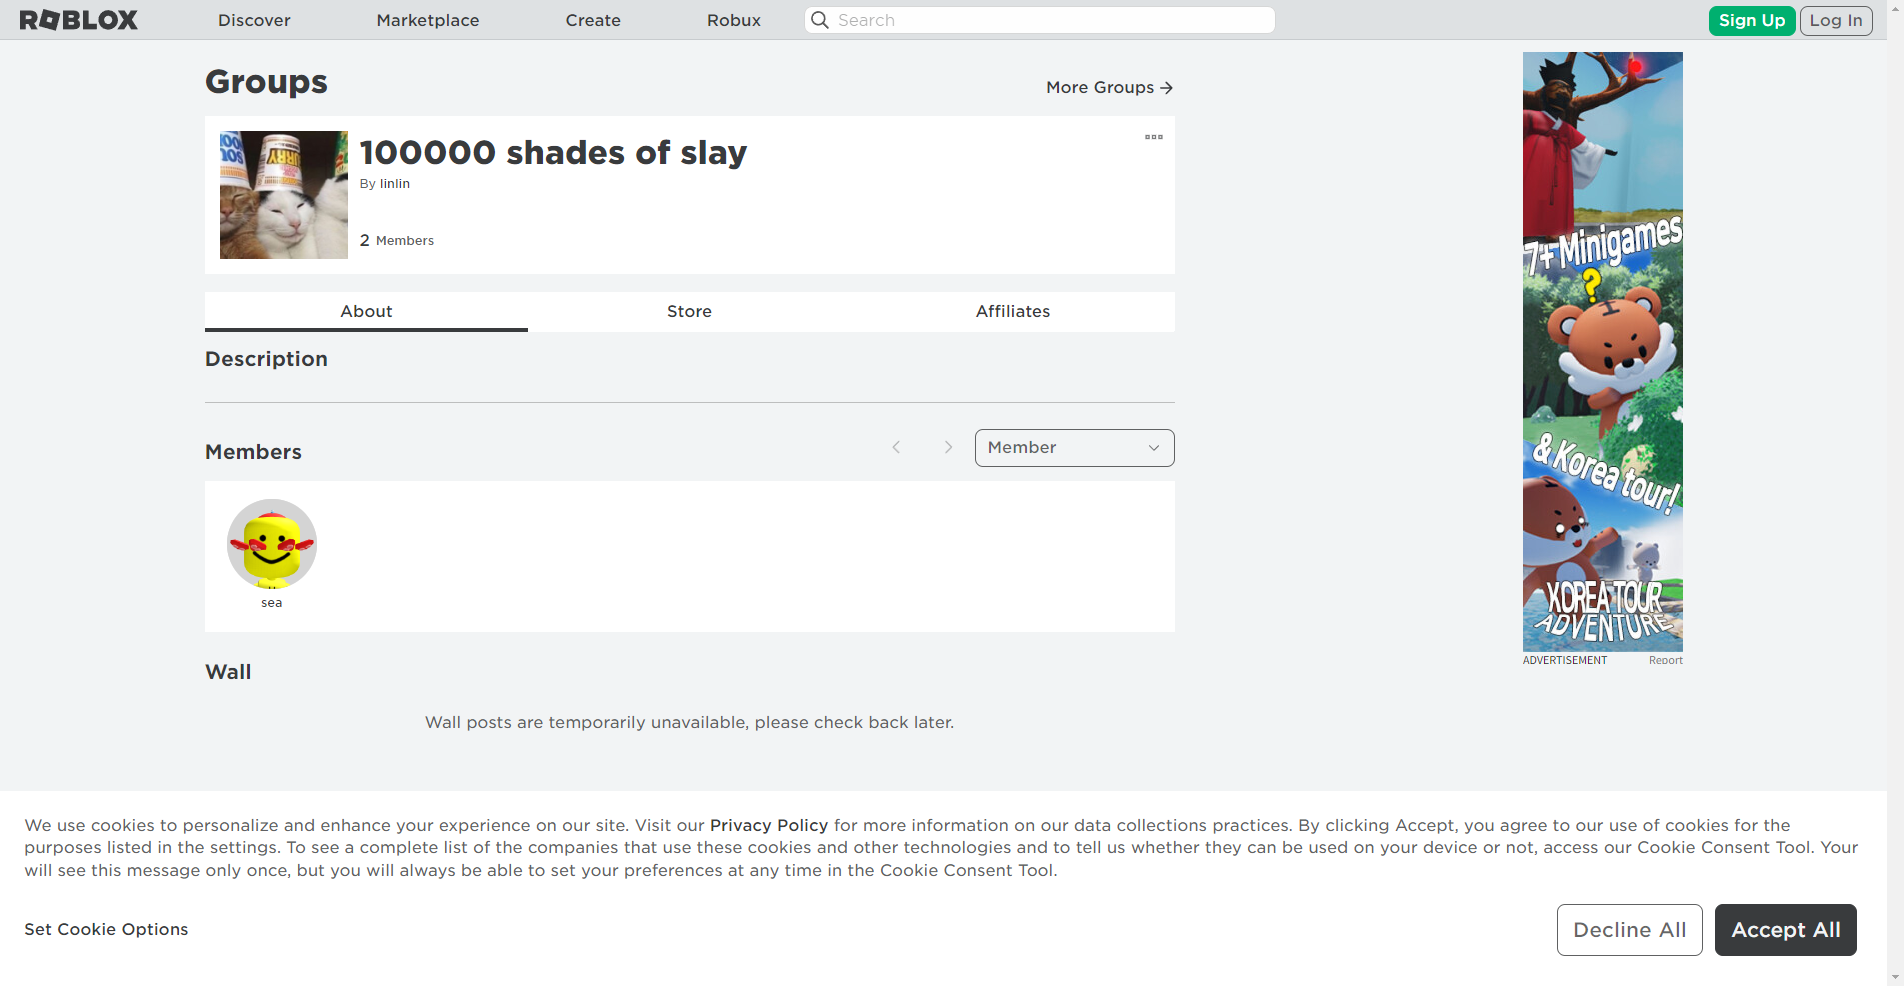 ROBLOX
Discover
Marketplace
Create
Robux
Search
Sign Up
Log In
Groups
More Groups
100000 shades of slay
By linlin
2 Members
About
Store
Affiliates
Description
Members
Member
sea
Wall
Wall posts are temporarily unavailable, please check back later.
7+ Minigames
?
& Korea tour!
KOREA TOUR
ADVENTURE
ADVERTISEMENT
Report
We use cookies to personalize and enhance your experience on our site. Visit our Privacy Policy for more information on our data collections practices. By clicking Accept, you agree to our use of cookies for the
purposes listed in the settings. To see a complete list of the companies that use these cookies and other technologies and to tell us whether they can be used on your device or not, access our Cookie Consent Tool. Your
will see this message only once, but you will always be able to set your preferences at any time in the Cookie Consent Tool.
Set Cookie Options
Decline All
Accept All